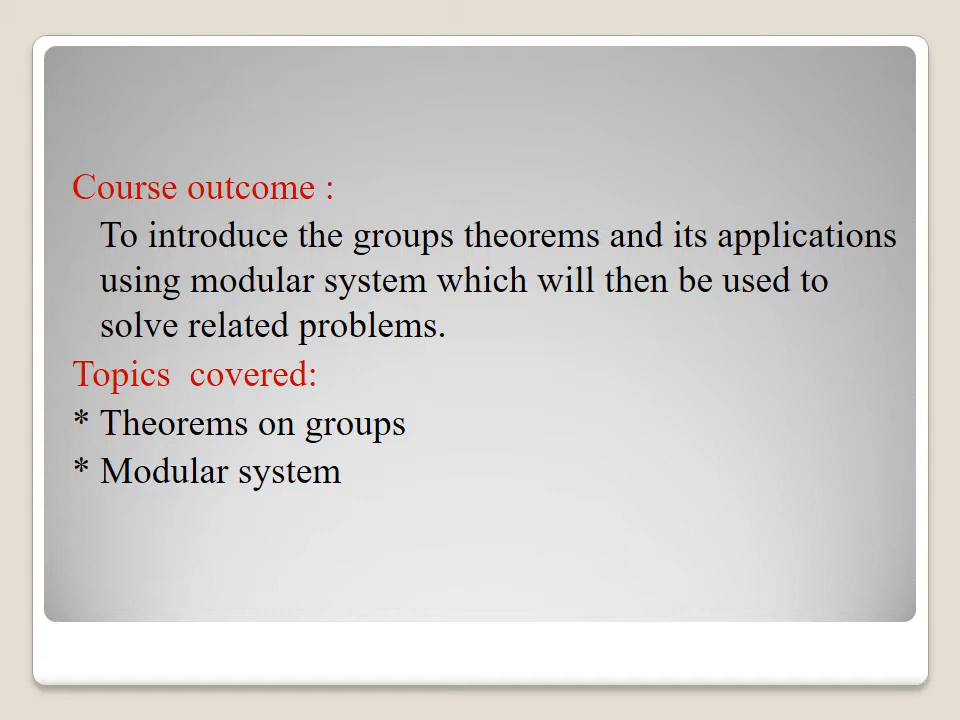 Course outcome :
To introduce the groups theorems and its applications
using modular system which will then be used to
solve related problems.
Topics  covered:
* Theorems on groups
* Modular system